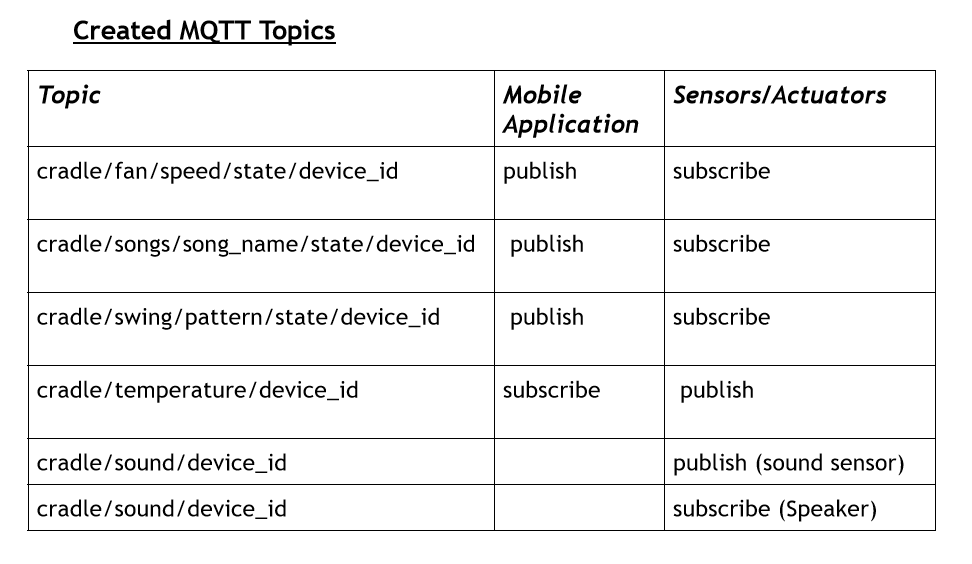 Created MQTT Topics
Topic
Mobile
Application
Sensors/Actuators
cradle/fan/speed/state/device_id
publish
subscribe
cradle/songs/song_name/state/device_id
publish
subscribe
cradle/swing/pattern/state/device_id
publish
subscribe
cradle/temperature/device_id
subscribe
publish
cradle/sound/device_id
publish (sound sensor)
cradle/sound/device_id
subscribe (Speaker)